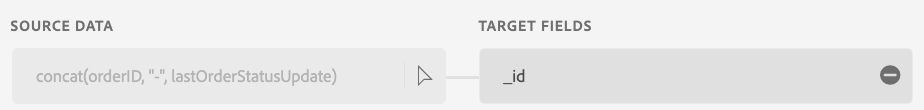 SOURCE DATA TARGET FIELDS
concat(orderID, "-", lastOrderStatusUpdate) _id